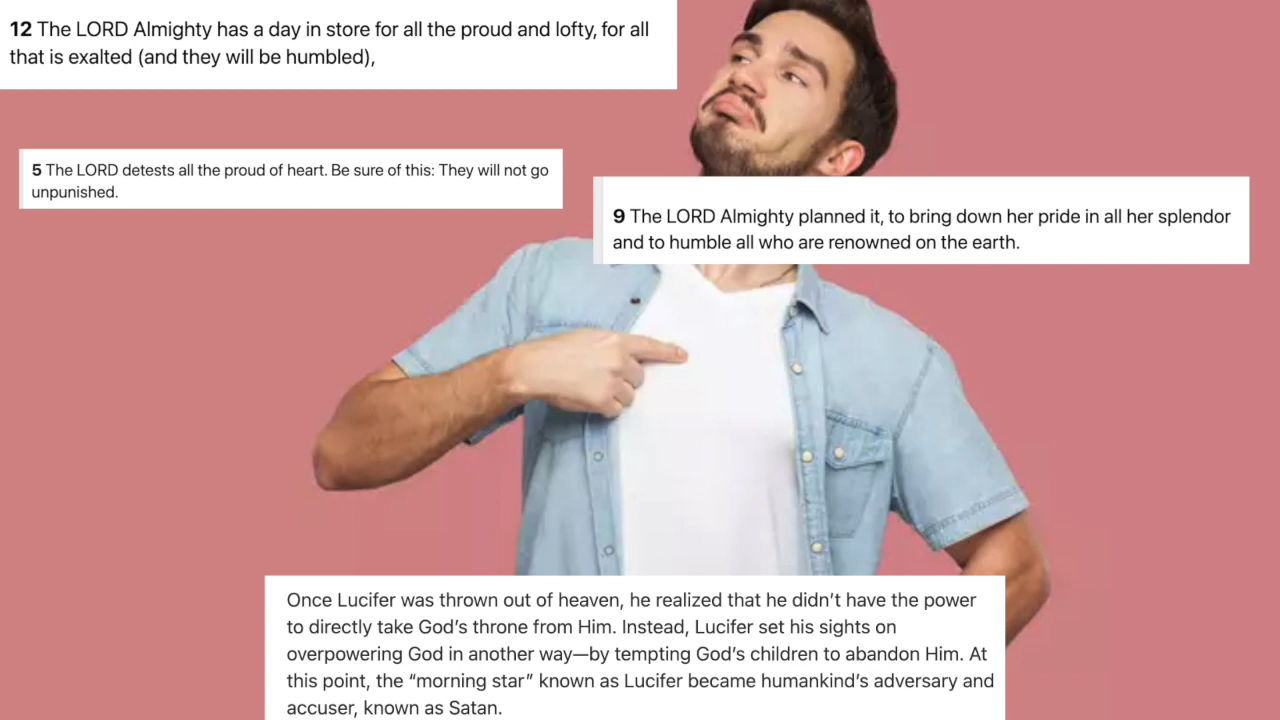 12 The LORD Almighty has a day in store for all the proud and lofty, for all
that is exalted (and they will be humbled),
5 The LORD detests all the proud of heart. Be sure of this: They will not go
unpunished.
9 The LORD Almighty planned it, to bring down her pride in all her splendor
and to humble all who are renowned on the earth.
Once Lucifer was thrown out of heaven, he realized that he didn’t have the power
to directly take God’s throne from Him. Instead, Lucifer set his sights on
overpowering God in another way—by tempting God’s children to abandon Him. At
this point, the “morning star” known as Lucifer became humankind’s adversary and
accuser, known as Satan.